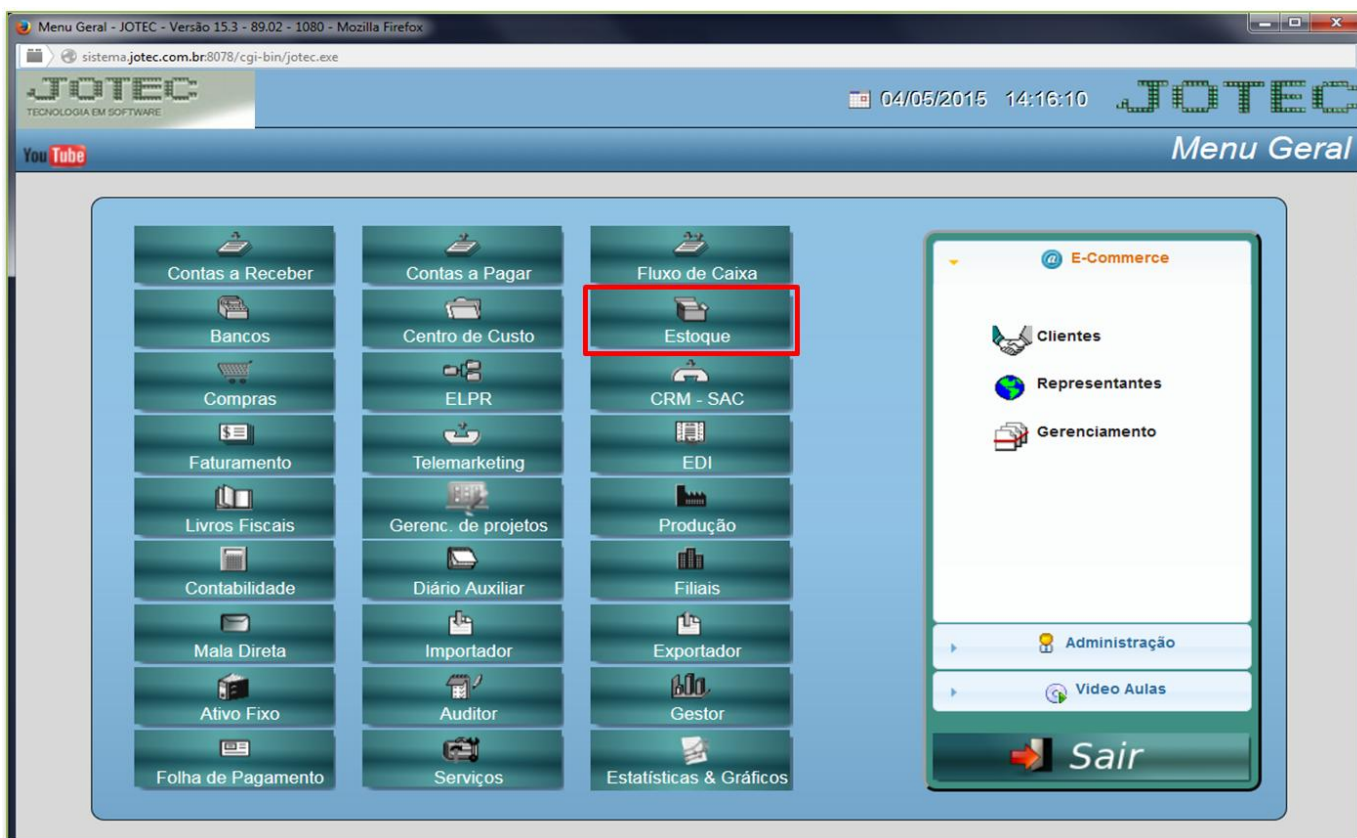 Menu Geral - JOTEC - Versão 15.3 - 89.02 - 1080 - Mozilla Firefox
sistema.jotec.com.br:8078/cgi-bin/jotec.exe
JOTEC
TECNOLOGIA EM SOFTWARE
04/05/2015 14:16:10
JOTEC
You Tube
Menu Geral
Contas a Receber
Contas a Pagar
Fluxo de Caixa
Bancos
Centro de Custo
Estoque
Compras
ELPR
CRM - SAC
Faturamento
Telemarketing
EDI
Livros Fiscais
Gerenc. de projetos
Produção
Contabilidade
Diário Auxiliar
Filiais
Mala Direta
Importador
Exportador
Ativo Fixo
Auditor
Gestor
Folha de Pagamento
Serviços
Estatísticas & Gráficos
E-Commerce
Clientes
Representantes
Gerenciamento
Administração
Video Aulas
Sair